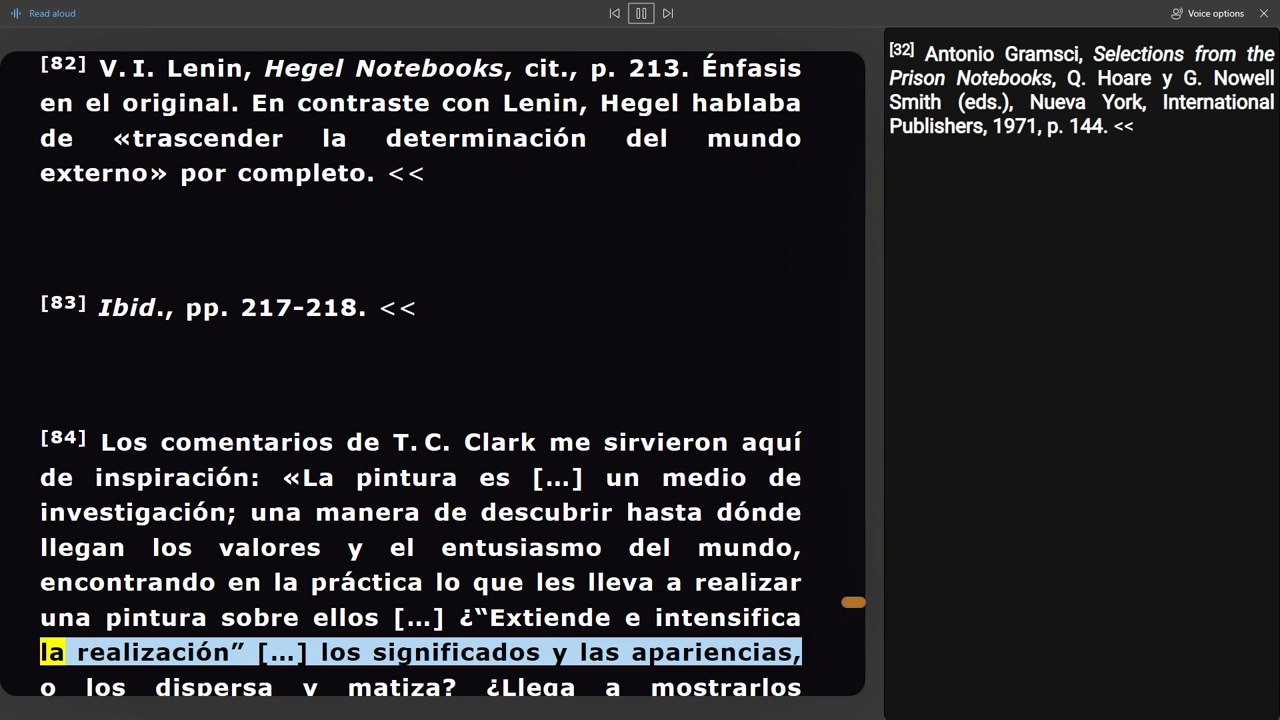 Read aloud
Voice options
[82] V. I. Lenin, Hegel Notebooks, cit., p. 213. Énfasis
en el original. En contraste con Lenin, Hegel hablaba
de «trascender la determinación del mundo
externo» por completo. <<
[83] Ibid., pp. 217-218. <<
[84] Los comentarios de T. C. Clark me sirvieron aquí
de inspiración: «La pintura es [...] un medio de
investigación; una manera de descubrir hasta dónde
llegan los valores y el entusiasmo del mundo,
encontrando en la práctica lo que les lleva a realizar
una pintura sobre ellos [...] ¿“Extiende e intensifica
la realización” [...] los significados y las apariencias,
o los dispersa y matiza? ¿Llega a mostrarlos
[32] Antonio Gramsci, Selections from the
Prison Notebooks, Q. Hoare y G. Nowell
Smith (eds.), Nueva York, International
Publishers, 1971, p. 144. <<